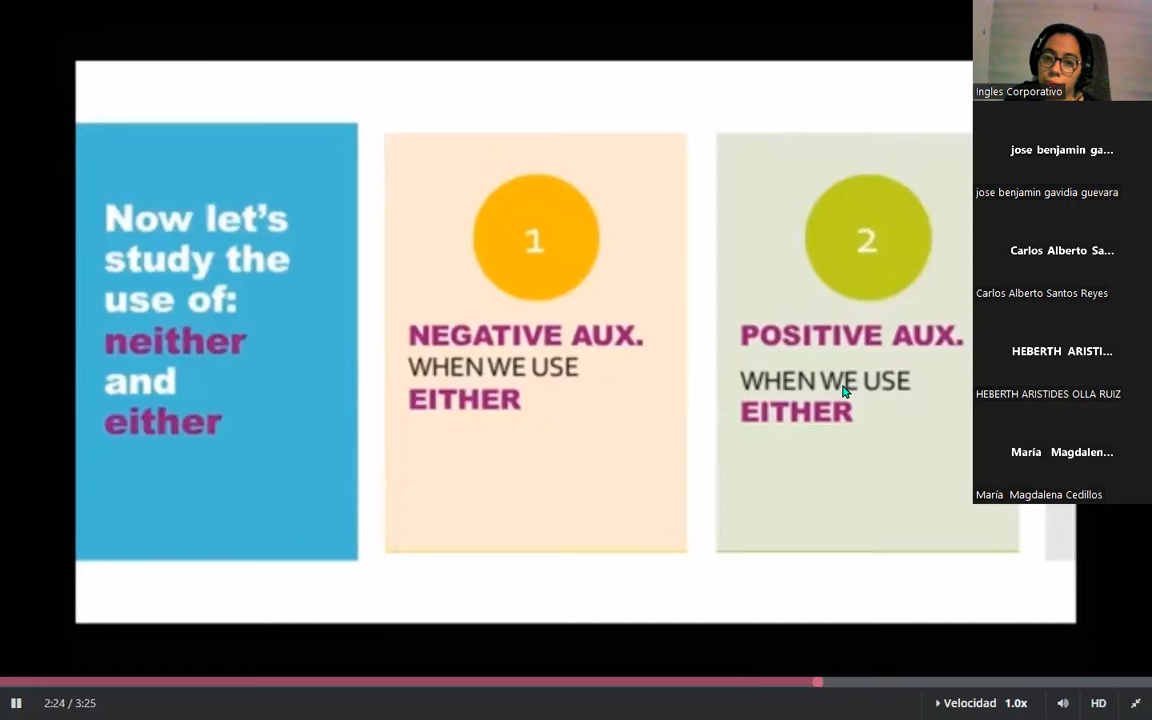 Now let's
study the
use of:
neither
and
either
1
NEGATIVE AUX.
WHEN WE USE
EITHER
2
POSITIVE AUX.
WHEN WE USE
EITHER
Ingles Corporativo
jose benjamin ga...
jose benjamin gavidia guevara
Carlos Alberto Sa...
Carlos Alberto Santos Reyes
HEBERTH ARISTI...
HEBERTH ARISTIDES OLLA RUIZ
María Magdalen...
María Magdalena Cedillos
2:24 / 3:25
Velocidad 1.0x
HD